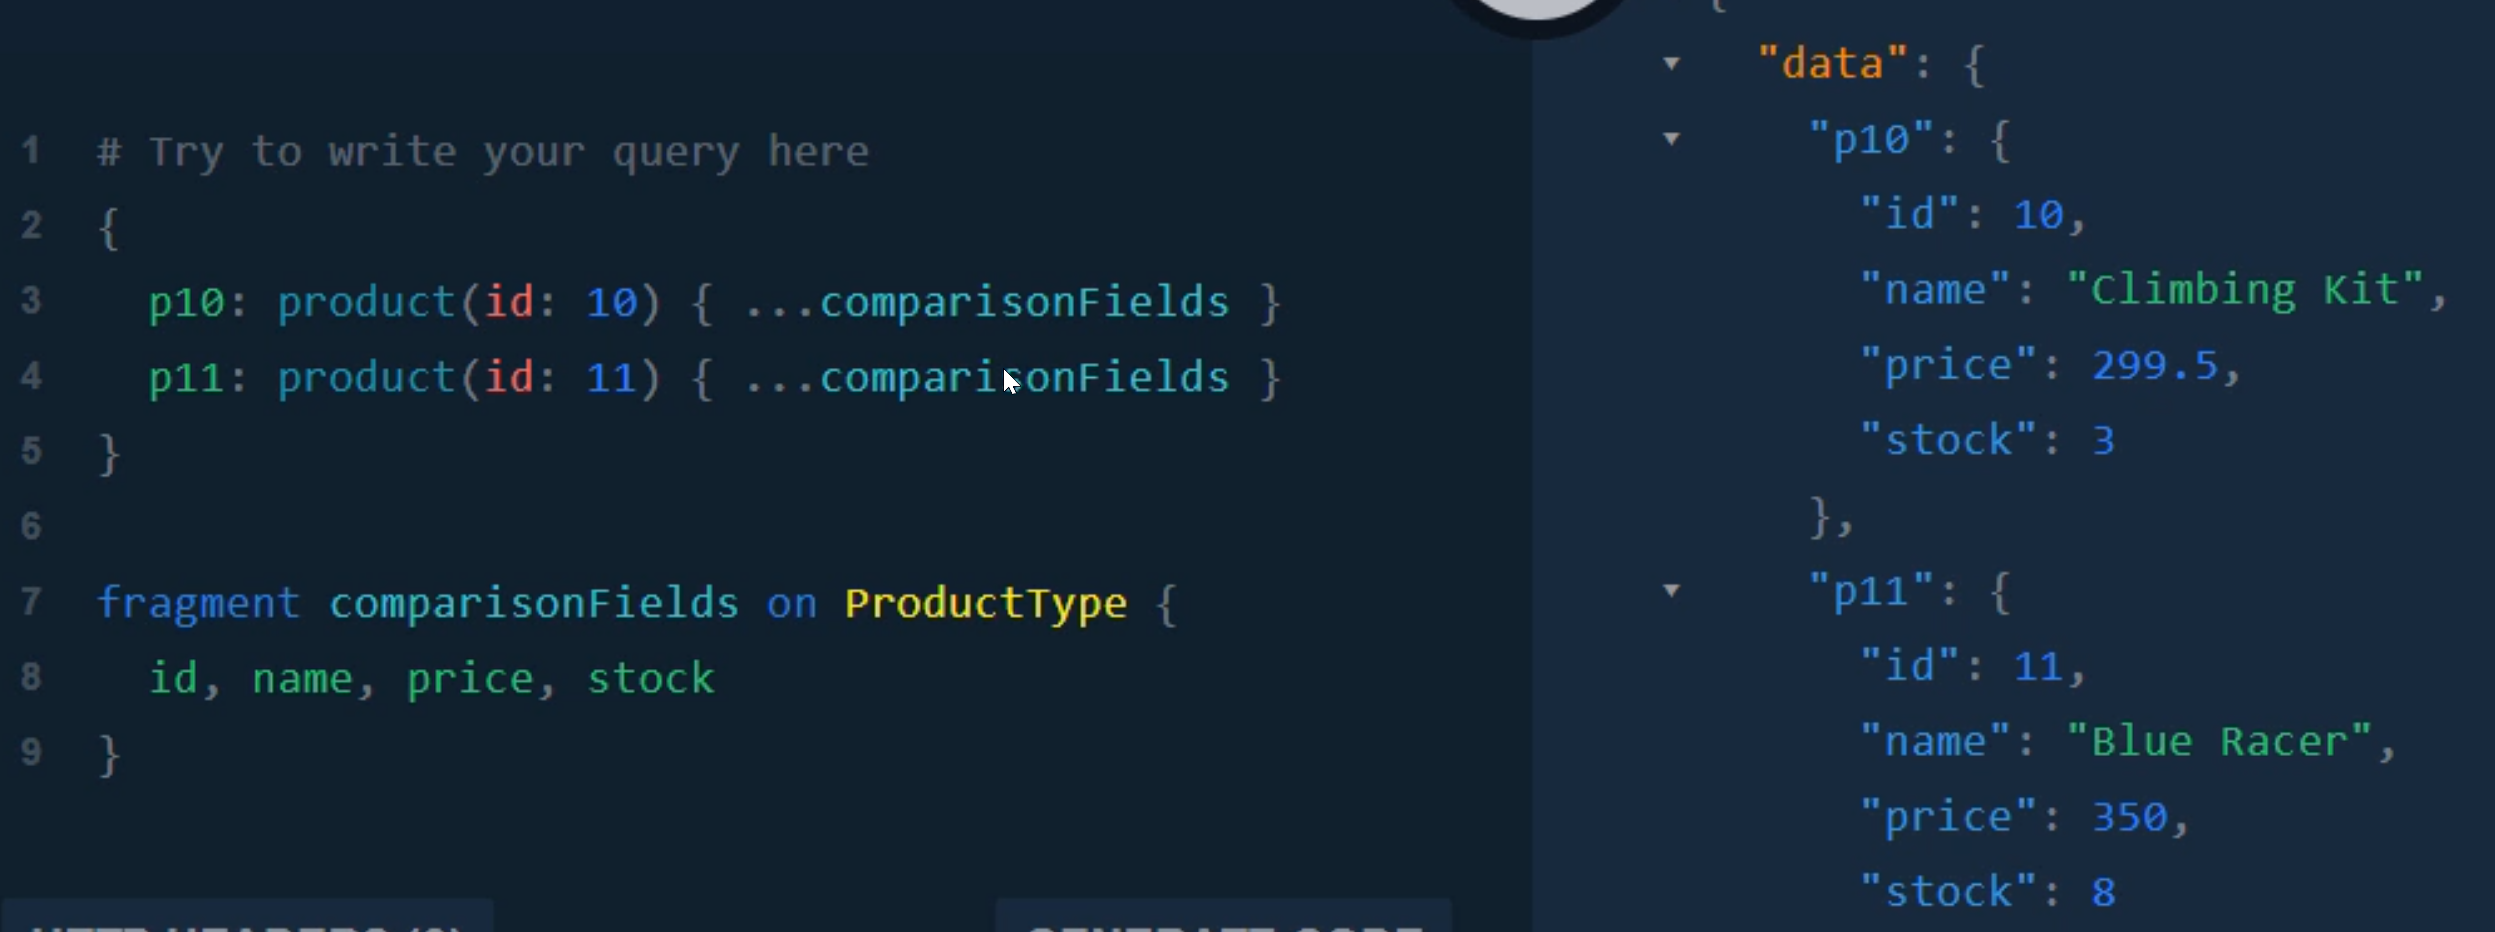 1 # Try to write your query here
2 {
3 p10: product(id: 10) { ...comparisonFields }
4 p11: product(id: 11) { ...comparisonFields }
5 }
6
7 fragment comparisonFields on ProductType {
8 id, name, price, stock
9 }
{
"data": {
"p10": {
"id": 10,
"name": "Climbing Kit",
"price": 299.5,
"stock": 3
},
"p11": {
"id": 11,
"name": "Blue Racer",
"price": 350,
"stock": 8